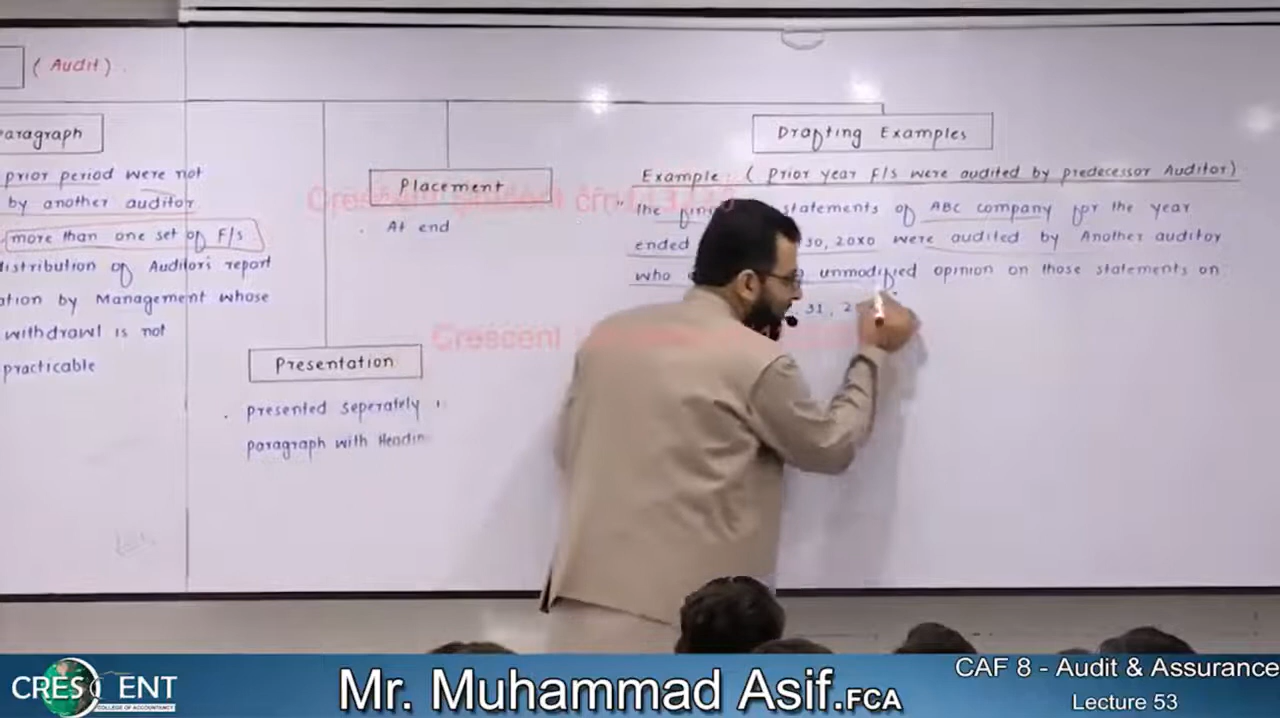 ( Audit)
paragraph
prior period were not
by another auditor
more than one set of F/s
distribution of Auditor's report
ation by Management whose
withdrawl is not
practicable
Placement
. At end
Presentation
. presented seperately
paragraph with Headin
Drafting Examples
Example : ( Prior year F/S were audited by predecessor Auditor)
"The statements of ABC company for the year
ended 30, 20X0 were audited by Another auditor
who unmodified opinion on those statements on
31, 2
Crescent
Crescent
CRESCENT
COLLEGE OF ACCOUNTANCY
Mr. Muhammad Asif.FCA
CAF 8 - Audit & Assurance
Lecture 53